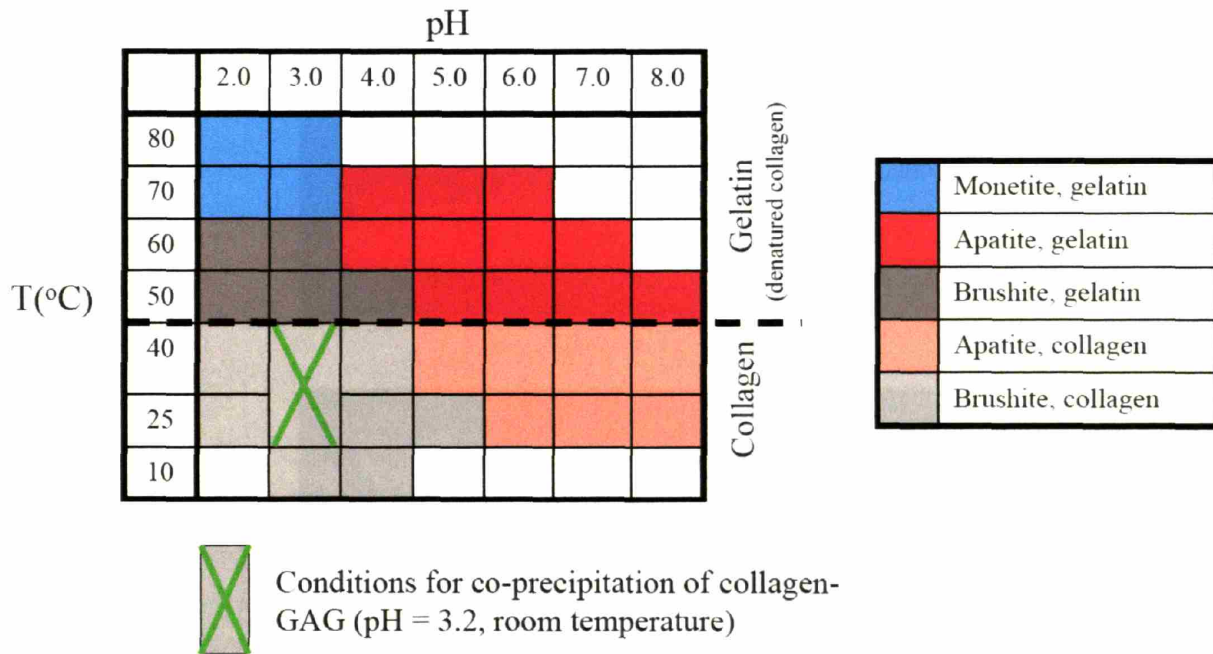 pH
2.0 3.0 4.0 5.0 6.0 7.0 8.0
80
70
60
50
40
25
10
T(°C)
Gelatin
(denatured collagen)
Collagen
Monetite, gelatin
Apatite, gelatin
Brushite, gelatin
Apatite, collagen
Brushite, collagen
Conditions for co-precipitation of collagen-
GAG (pH = 3.2, room temperature)